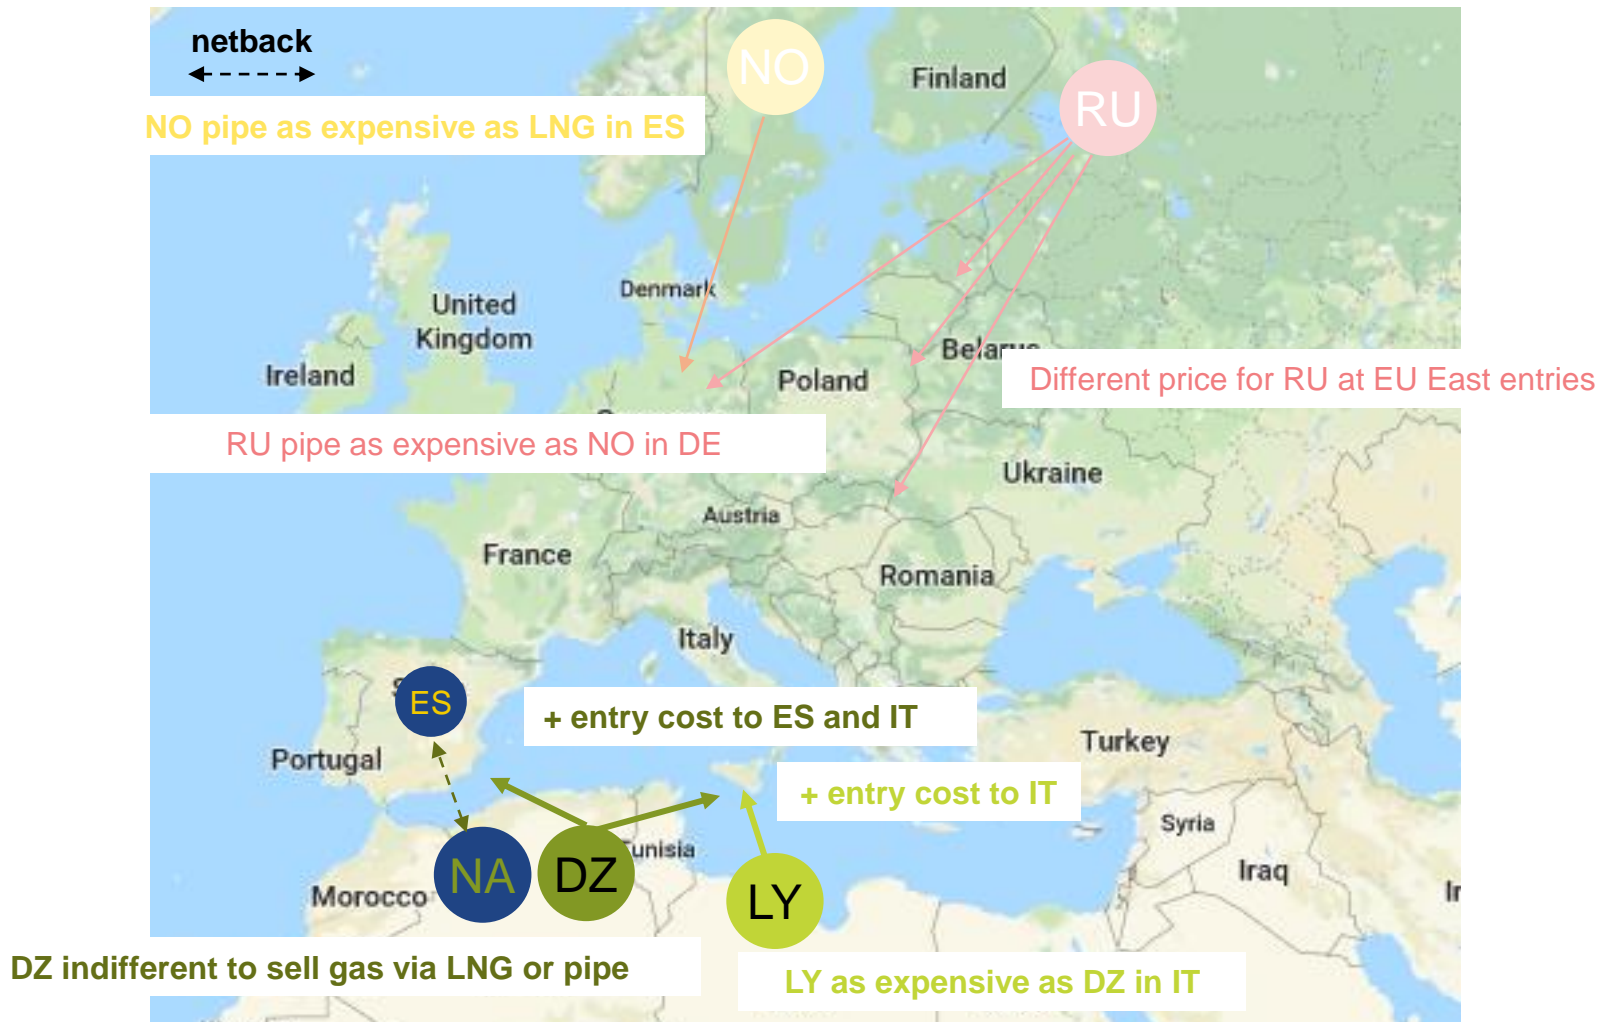 netback
NO
Finland
RU
NO pipe as expensive as LNG in ES
Denmark
United
Kingdom
Ireland
Poland
Different price for RU at EU East entries
RU pipe as expensive as NO in DE
Ukraine
Austria
France
Romania
Italy
ES
+ entry cost to ES and IT
Portugal
Turkey
+ entry cost to IT
Syria
Tunisia
Iraq
NA
DZ
Morocco
LY
DZ indifferent to sell gas via LNG or pipe
LY as expensive as DZ in IT